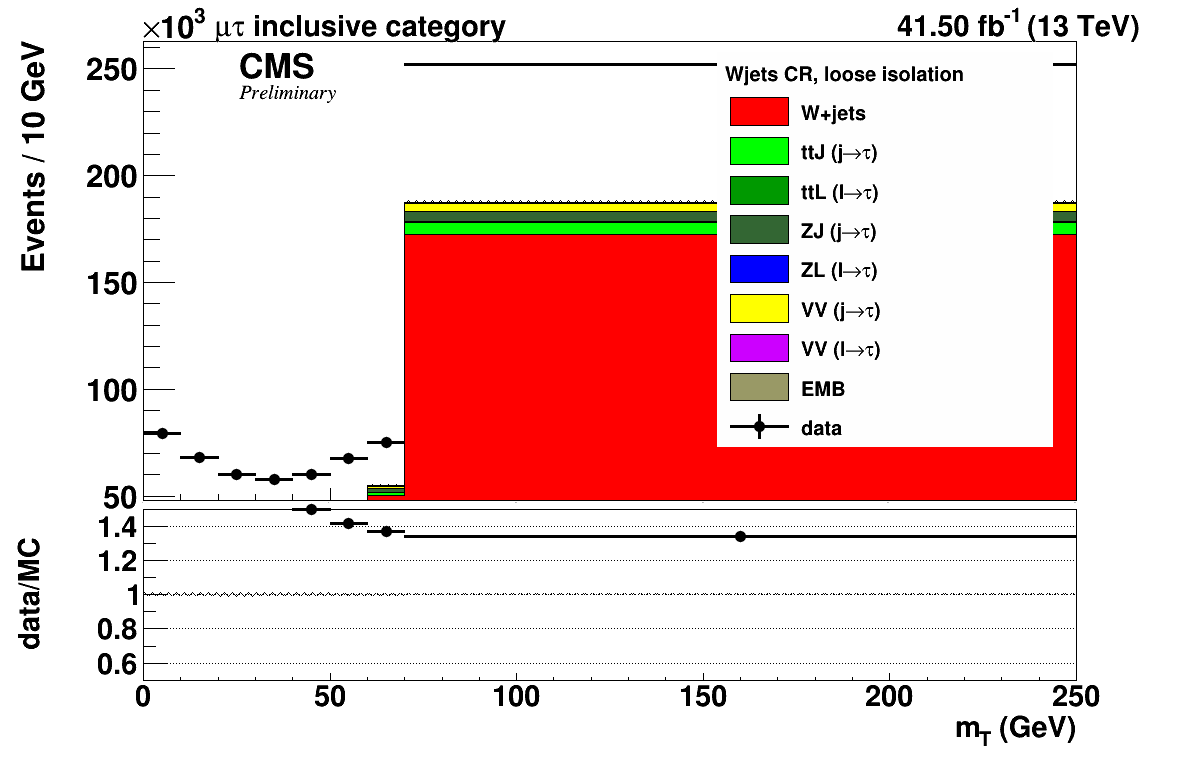 ×10³ μτ inclusive category 41.50 fb⁻¹ (13 TeV)
CMS
Preliminary
Events / 10 GeV
250
200
150
100
50
Wjets CR, loose isolation
W+jets
ttJ (j→τ)
ttL (l→τ)
ZJ (j→τ)
ZL (l→τ)
VV (j→τ)
VV (l→τ)
EMB
data
data/MC
1.4
1.2
1
0.8
0.6
0 50 100 150 200 250
m_T (GeV)